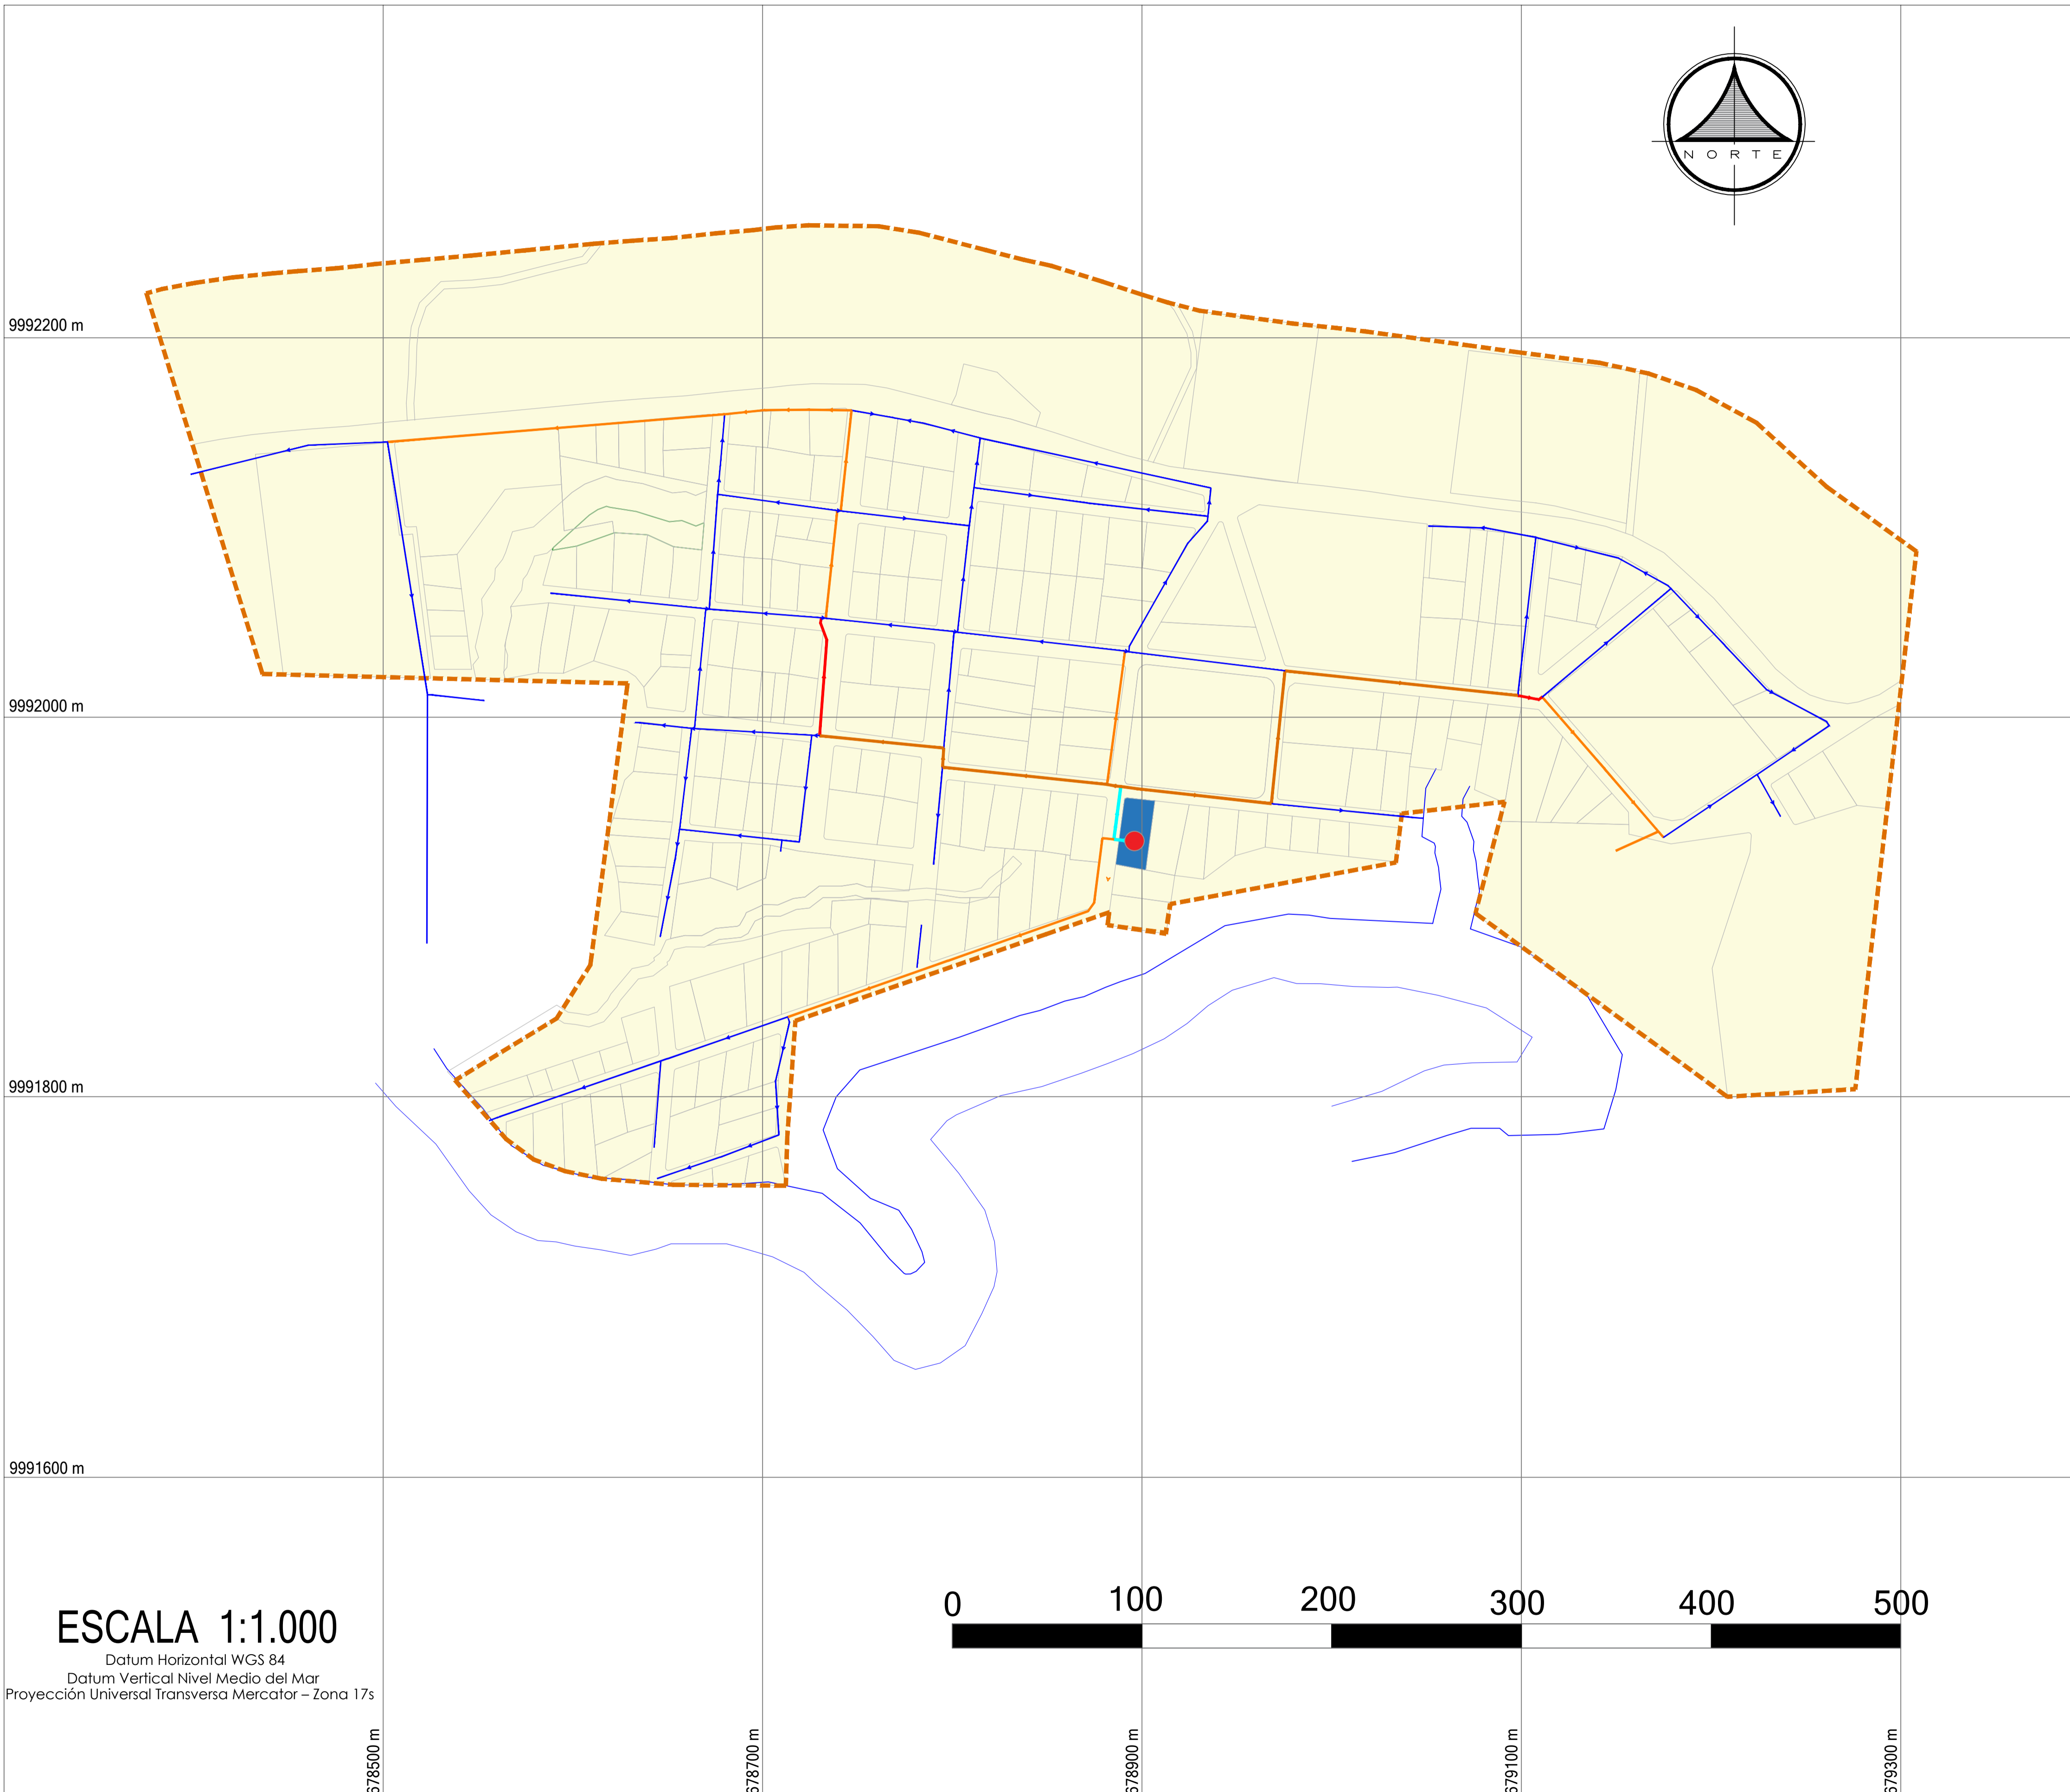 NORTE
9992200 m
9992000 m
9991800 m
9991600 m
0 100 200 300 400 500
ESCALA 1:1.000
Datum Horizontal WGS 84
Datum Vertical Nivel Medio del Mar
Proyección Universal Transversa Mercator – Zona 17s
678500 m
678700 m
678900 m
679100 m
679300 m